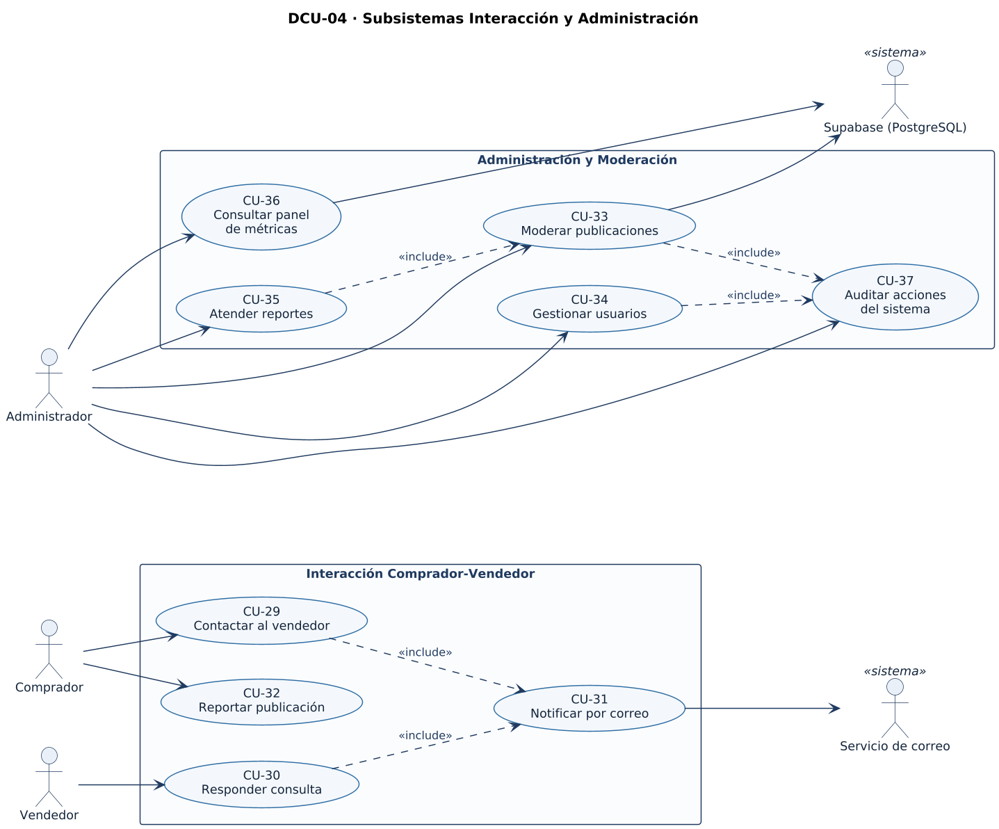 DCU-04 · Subsistemas Interacción y Administración
«sistema»
Supabase (PostgreSQL)
Administración y Moderación
CU-36
Consultar panel
de métricas
CU-33
Moderar publicaciones
«include»
«include»
CU-35
Atender reportes
CU-34
Gestionar usuarios
«include»
CU-37
Auditar acciones
del sistema
Administrador
Interacción Comprador-Vendedor
CU-29
Contactar al vendedor
«include»
Comprador
CU-32
Reportar publicación
CU-31
Notificar por correo
«sistema»
Servicio de correo
«include»
CU-30
Responder consulta
Vendedor